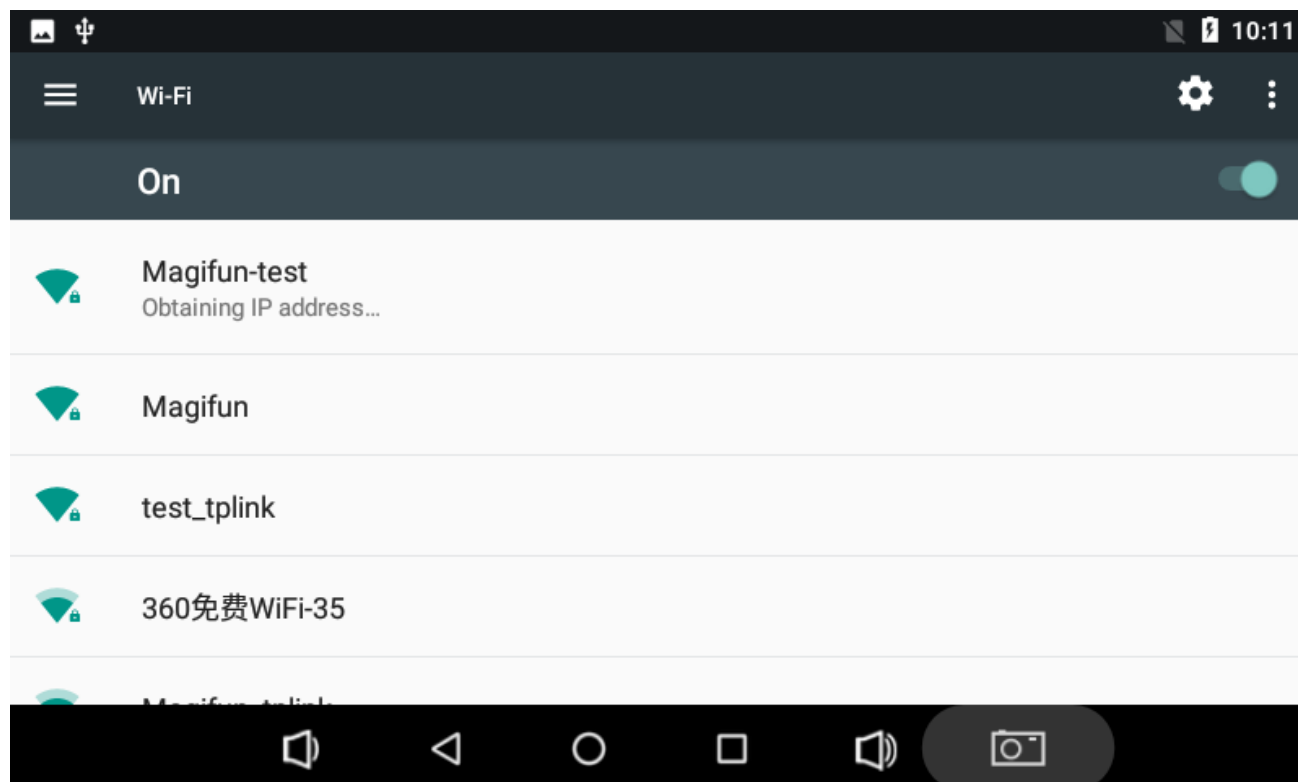 10:11
Wi-Fi
On
Magifun-test
Obtaining IP address...
Magifun
test_tplink
360免费WiFi-35